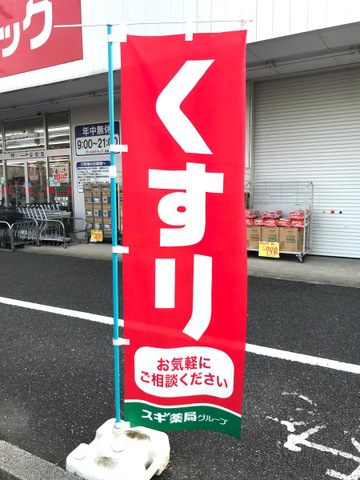 ック
年中無休
9:00~21:00
くすり
お気軽に
ご相談ください
スギ薬局グループ